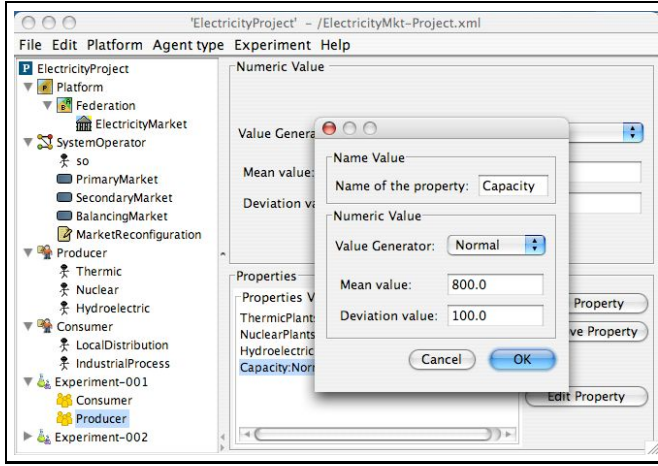 'ElectricityProject' - /ElectricityMkt-Project.xml
File Edit Platform Agent type Experiment Help
P ElectricityProject
Platform
Federation
ElectricityMarket
SystemOperator
so
PrimaryMarket
SecondaryMarket
BalancingMarket
MarketReconfiguration
Producer
Thermic
Nuclear
Hydroelectric
Consumer
LocalDistribution
IndustrialProcess
Experiment-001
Consumer
Producer
Experiment-002
Numeric Value
Value Genera
Mean value:
Deviation va
Properties
Properties V
ThermicPlants
NuclearPlants
Hydroelectric
Capacity:Norr
Property
ve Property
Edit Property
Name Value
Name of the property: Capacity
Numeric Value
Value Generator: Normal
Mean value: 800.0
Deviation value: 100.0
Cancel OK